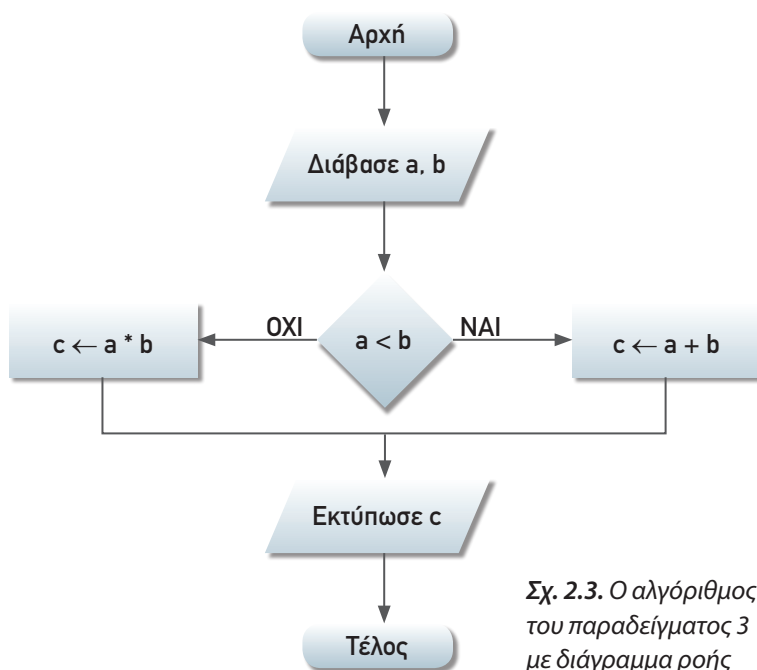 Αρχή
Διάβασε a, b
ΟΧΙ
a < b
ΝΑΙ
c ← a * b
c ← a + b
Εκτύπωσε c
Τέλος
Σχ. 2.3. Ο αλγόριθμος
του παραδείγματος 3
με διάγραμμα ροής